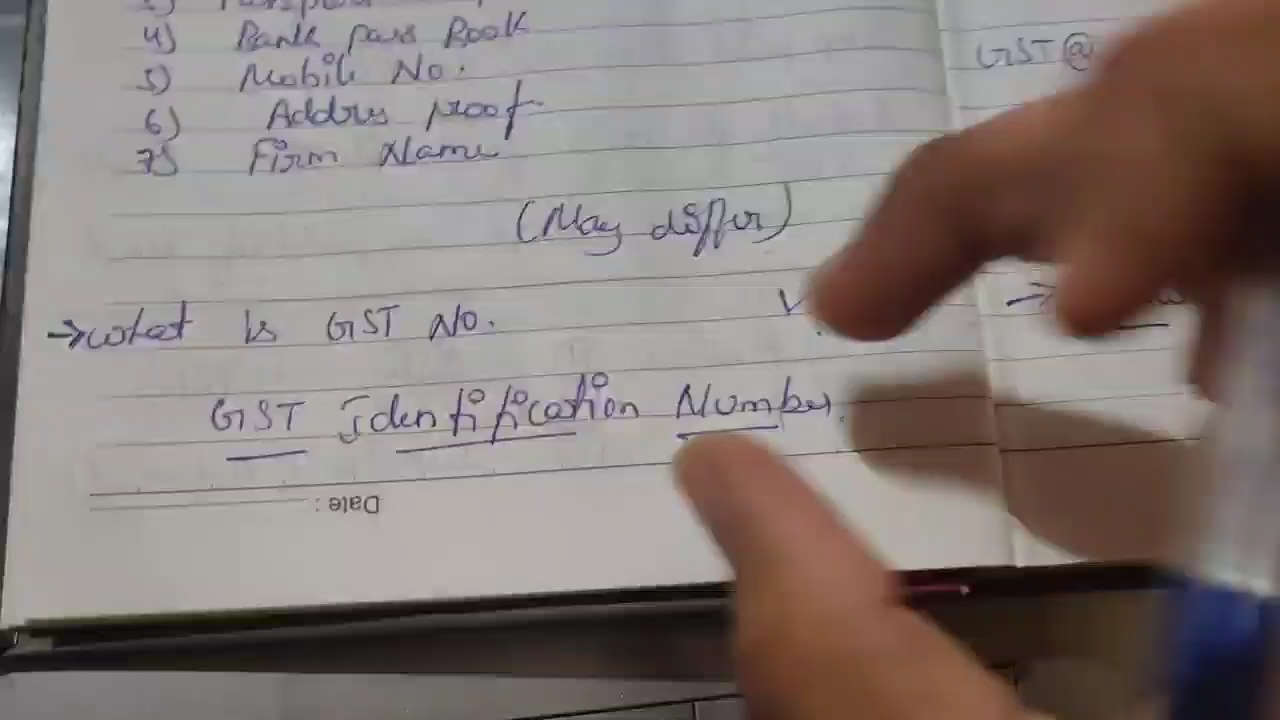 4) Bank pass Book
5) Mobile No.
6) Address proof
7) Firm Name
(May differ)
→ what is GST No.
GST Identification Number.
Date :
GST@